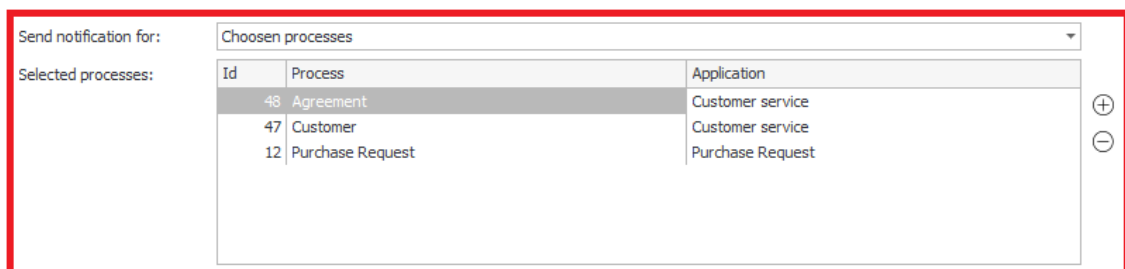 Send notification for: Choosen processes
Selected processes: Id Process Application
48 Agreement Customer service
47 Customer Customer service
12 Purchase Request Purchase Request